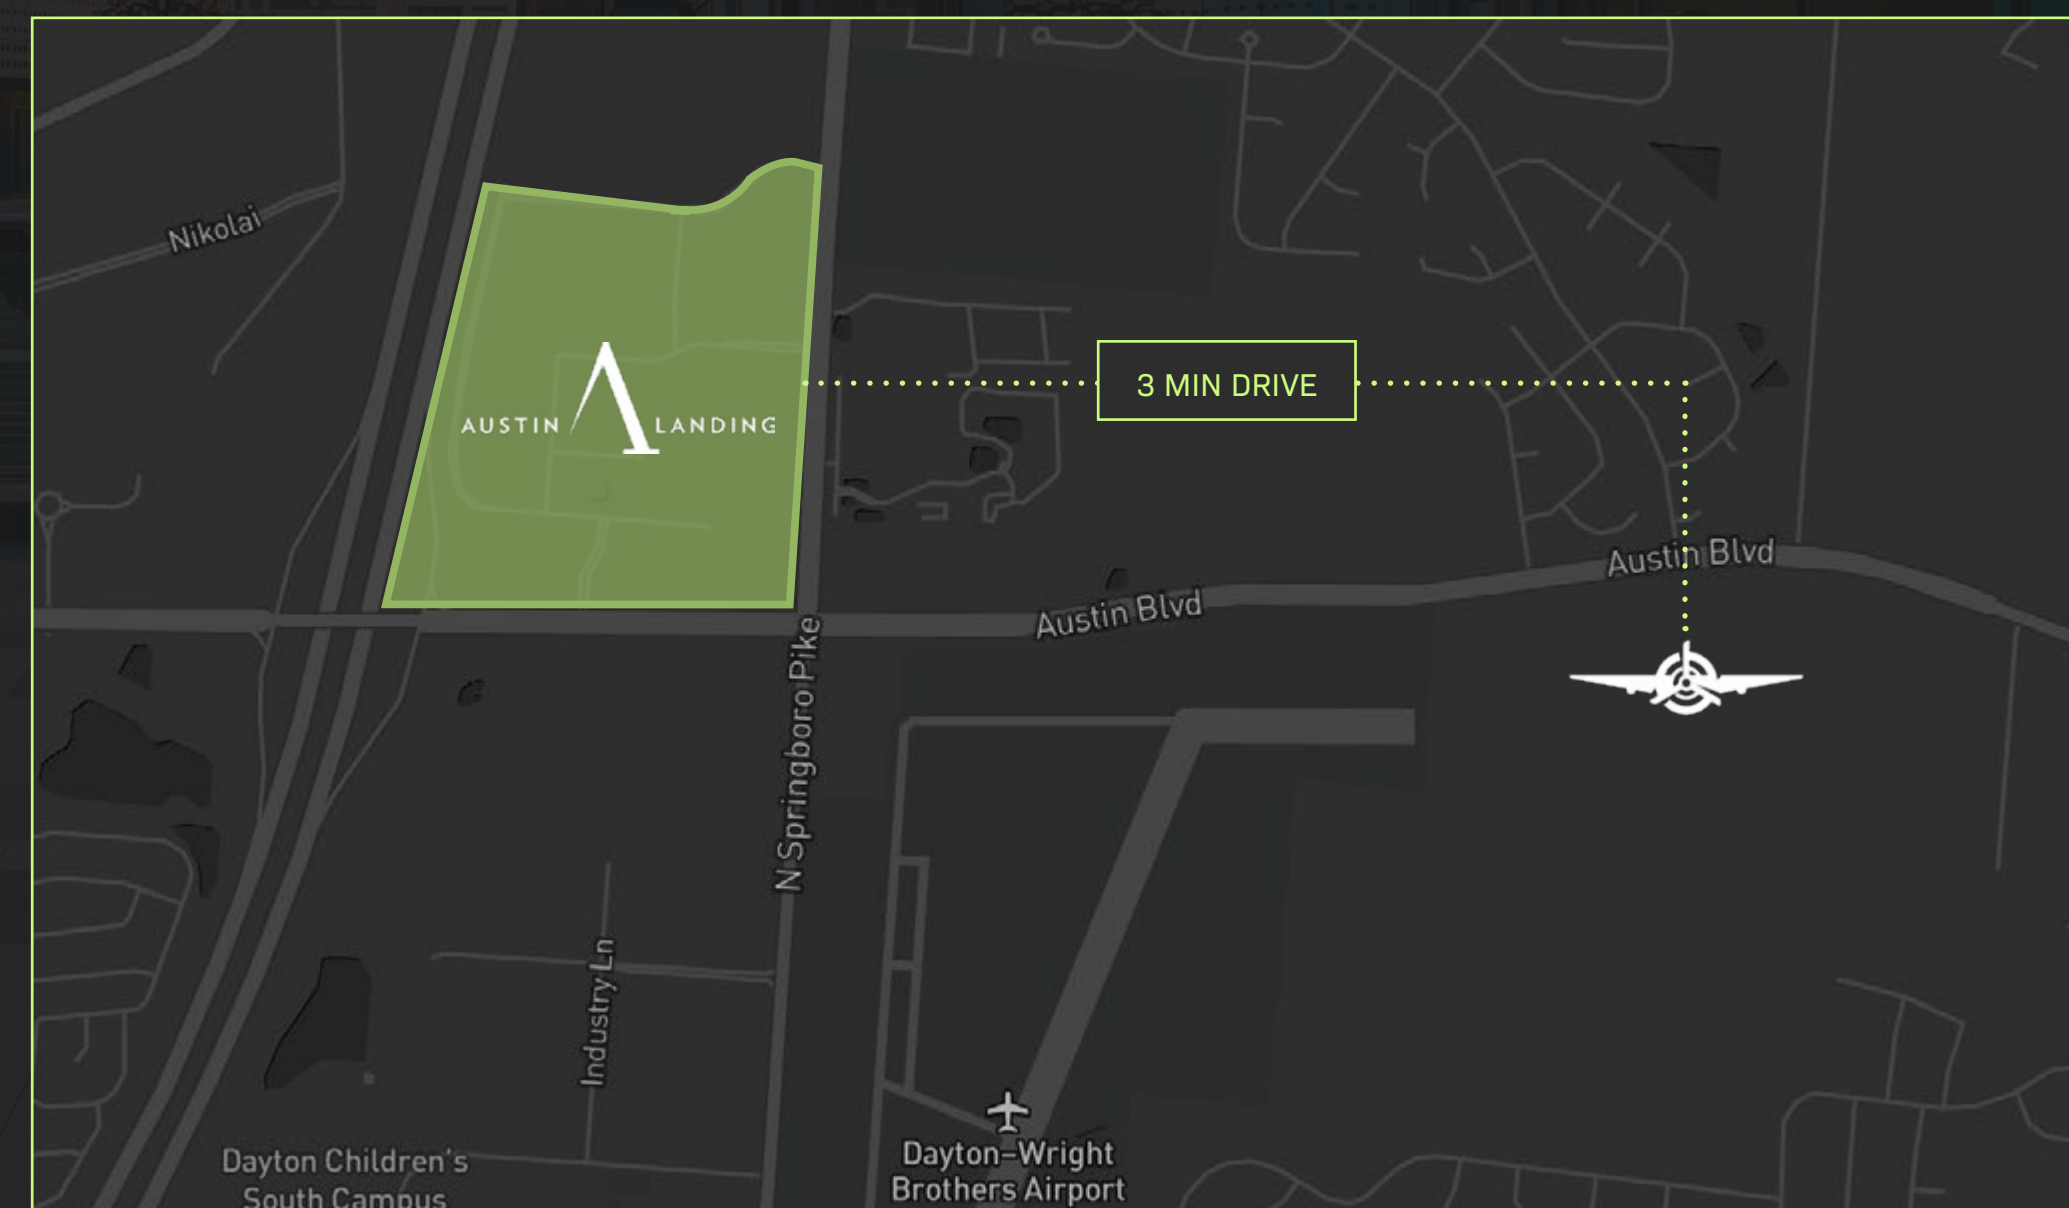 Nikolai
AUSTIN LANDING
3 MIN DRIVE
Austin Blvd
Austin Blvd
N Springboro Pike
Industry Ln
Dayton Children's
South Campus
Dayton–Wright
Brothers Airport